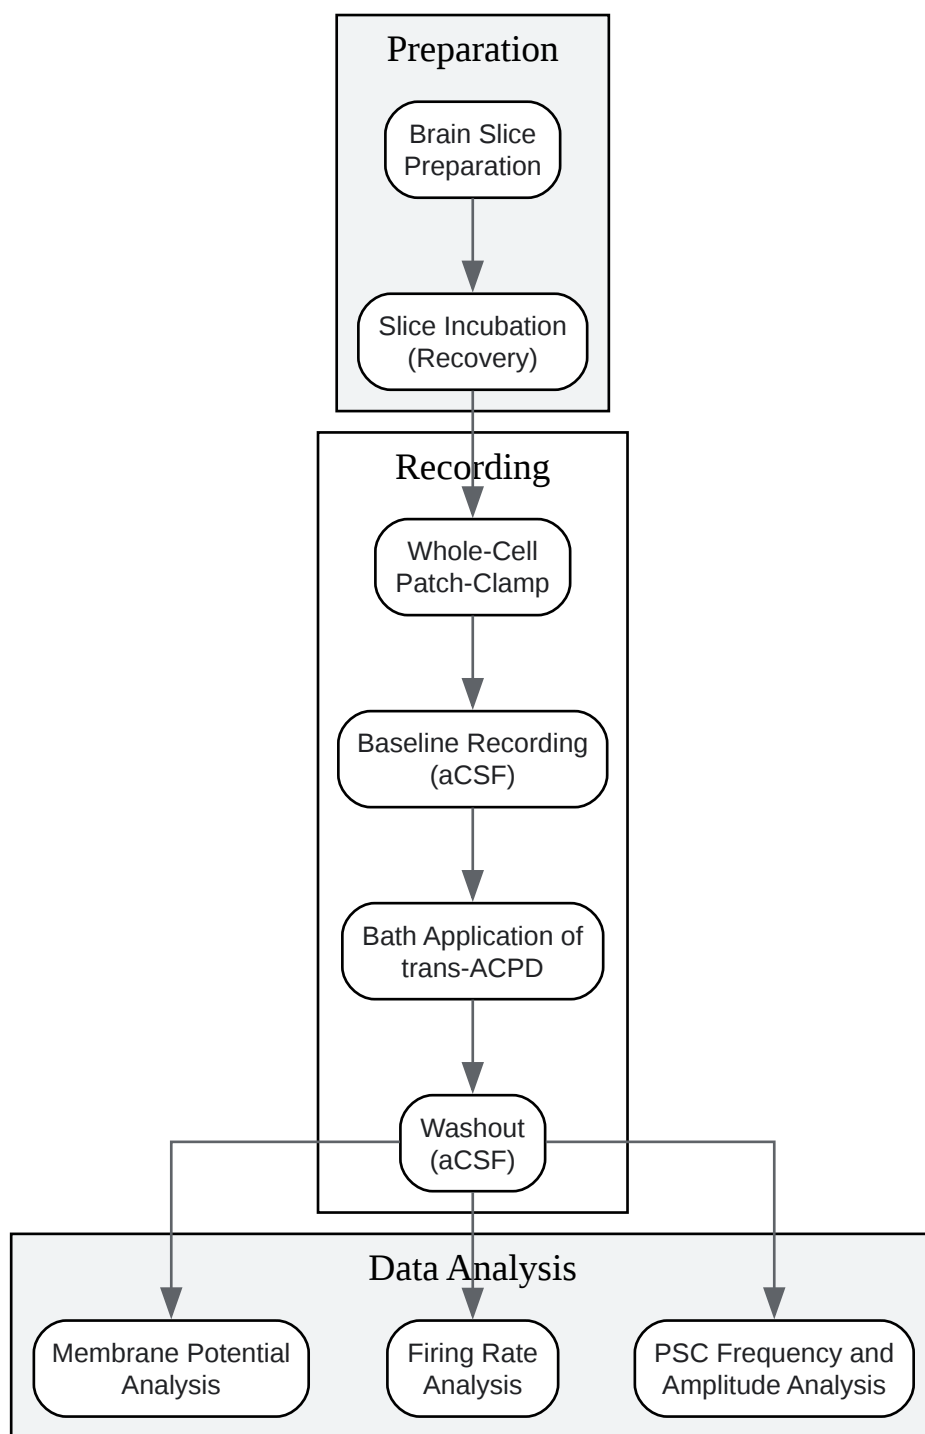 Preparation
Brain Slice
Preparation
Slice Incubation
(Recovery)
Recording
Whole-Cell
Patch-Clamp
Baseline Recording
(aCSF)
Bath Application of
trans-ACPD
Washout
(aCSF)
Data Analysis
Membrane Potential
Analysis
Firing Rate
Analysis
PSC Frequency and
Amplitude Analysis